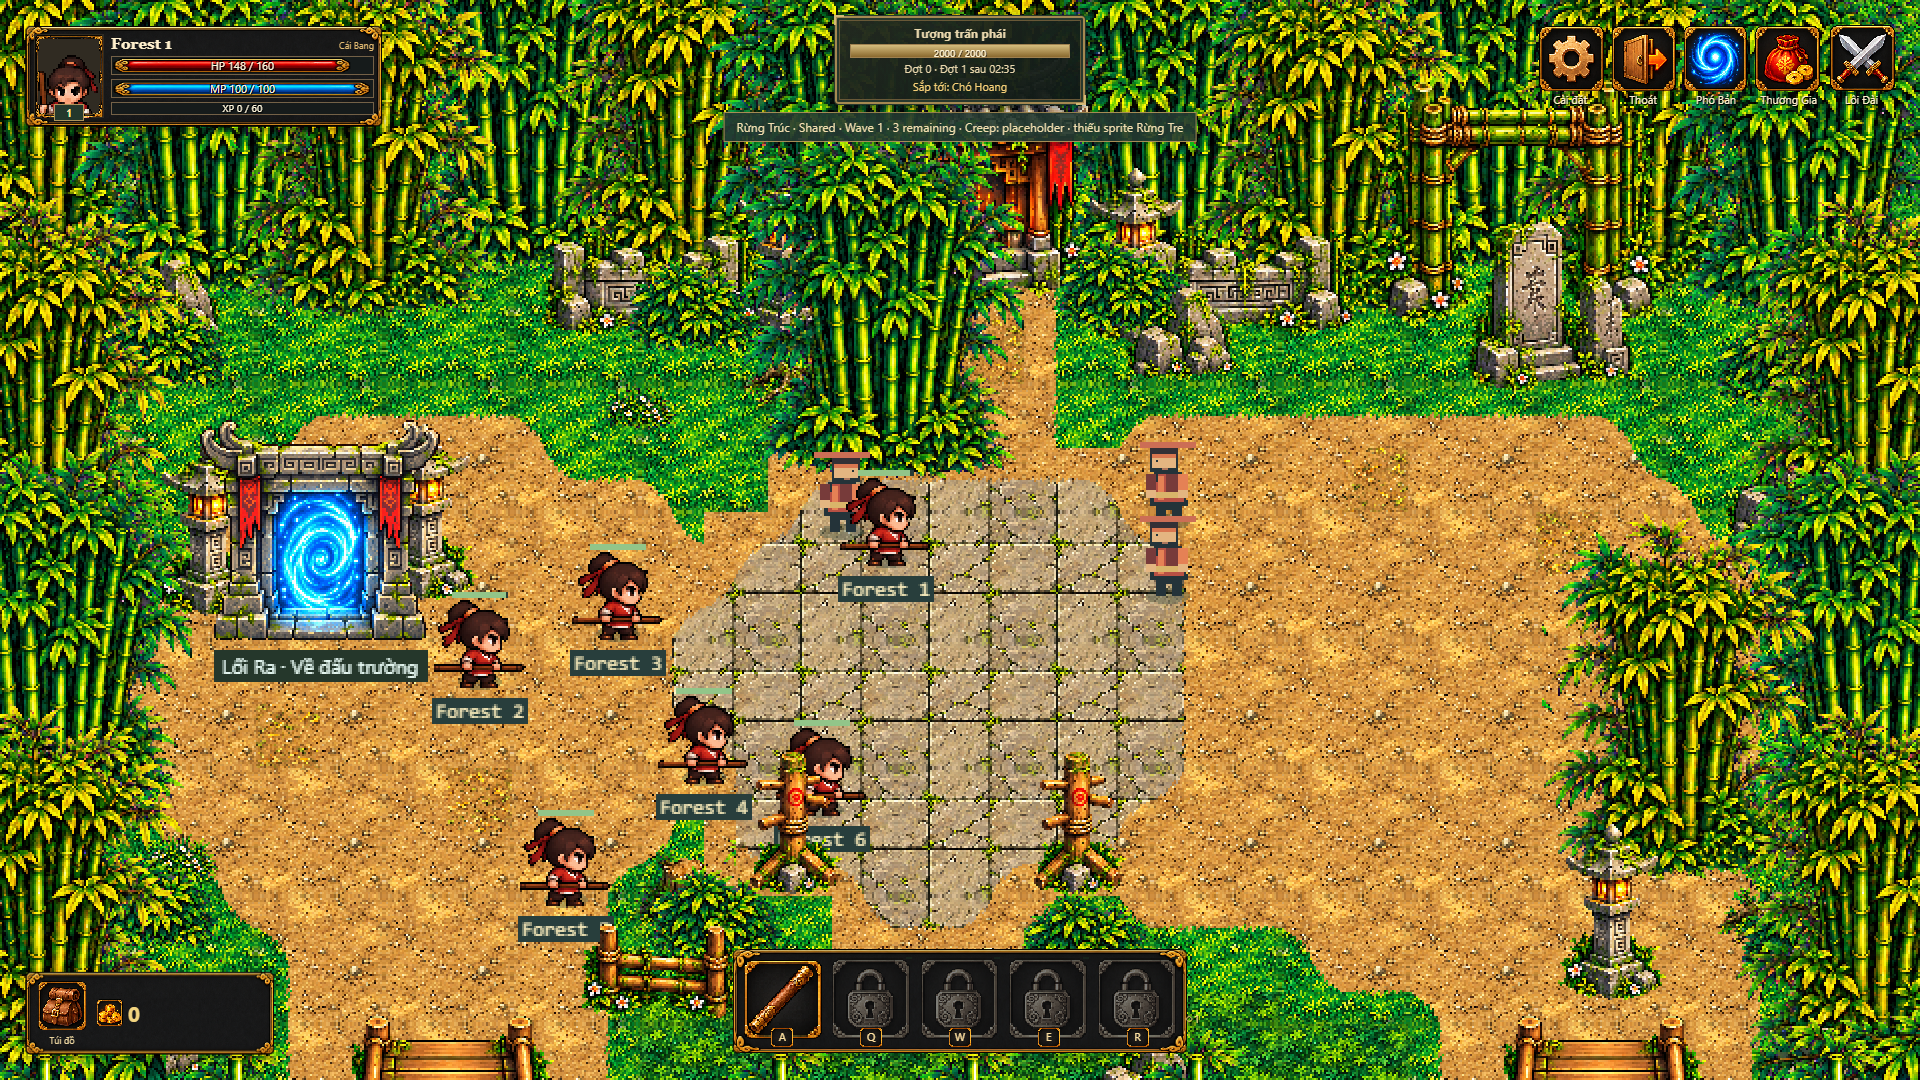 Forest 1
Cái Bang
HP 148 / 160
MP 100 / 100
XP 0 / 60
1
Tượng trấn phái
2000 / 2000
Đợt 0 · Đợt 1 sau 02:35
Sắp tới: Chó Hoang
Rừng Trúc · Shared · Wave 1 · 3 remaining · Creep: placeholder · thiếu sprite Rừng Tre
Cài đặt
Thoát
Phó Bản
Thương Gia
Lôi Đài
Forest 1
Lối Ra - Về đấu trường
Forest 3
Forest 2
Forest 4
Forest
0
Túi đồ
A
Q
W
E
R